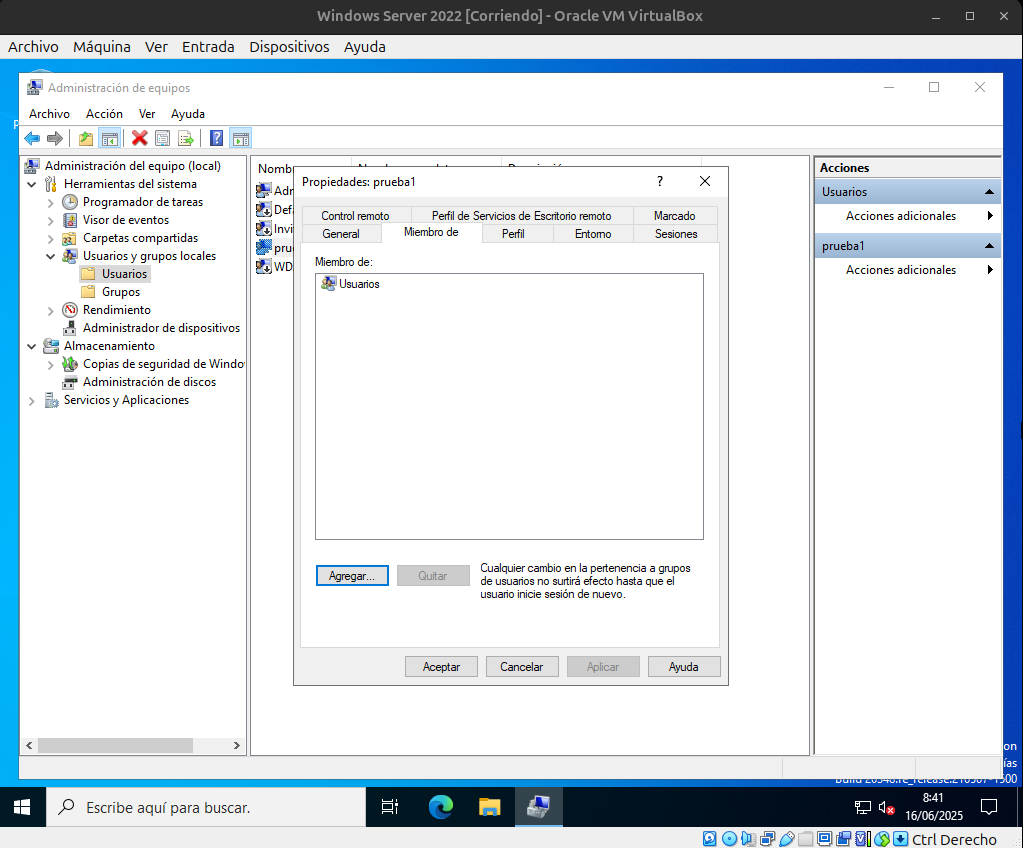 Windows Server 2022 [Corriendo] - Oracle VM VirtualBox
Archivo Máquina Ver Entrada Dispositivos Ayuda
Administración de equipos
Archivo Acción Ver Ayuda
Administración del equipo (local)
Herramientas del sistema
Programador de tareas
Visor de eventos
Carpetas compartidas
Usuarios y grupos locales
Usuarios
Grupos
Rendimiento
Administrador de dispositivos
Almacenamiento
Copias de seguridad de Windo
Administración de discos
Servicios y Aplicaciones
Nomb
Adr
Defa
Invi
pru
WD
Propiedades: prueba1
?
Control remoto Perfil de Servicios de Escritorio remoto Marcado
General Miembro de Perfil Entorno Sesiones
Miembro de:
Usuarios
Agregar... Quitar
Cualquier cambio en la pertenencia a grupos
de usuarios no surtirá efecto hasta que el
usuario inicie sesión de nuevo.
Aceptar Cancelar Aplicar Ayuda
Acciones
Usuarios
Acciones adicionales
prueba1
Acciones adicionales
Escribe aquí para buscar.
8:41
16/06/2025
Ctrl Derecho